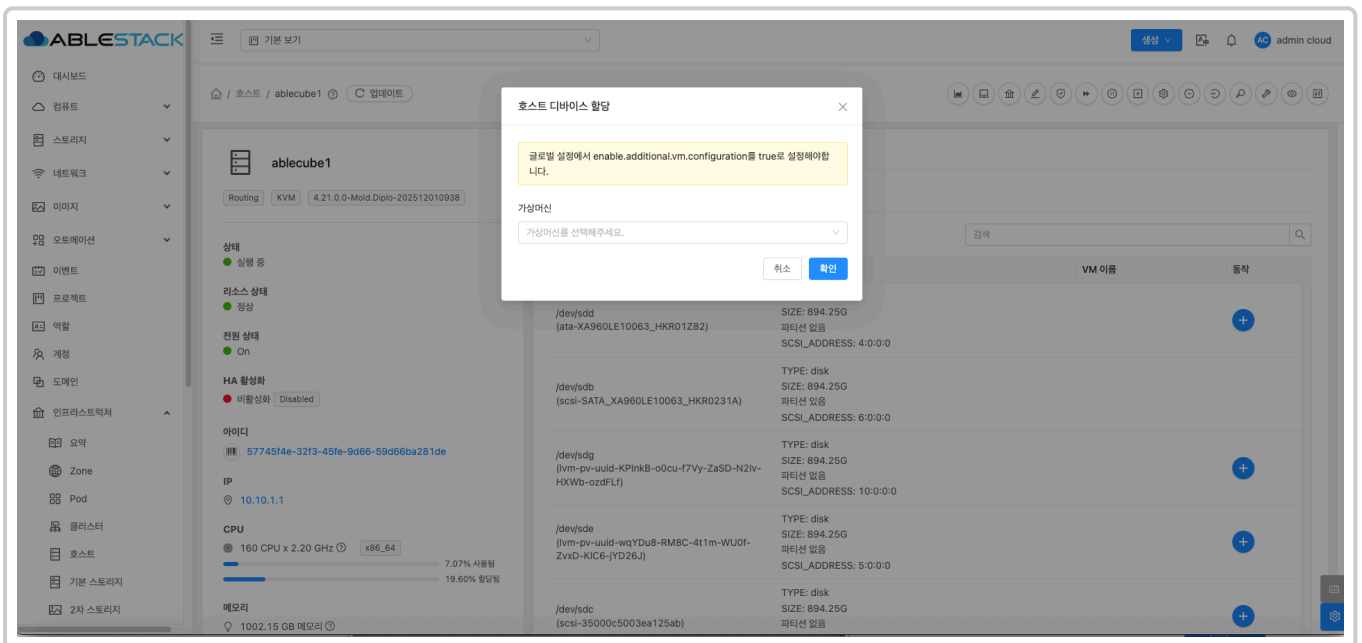 ABLESTACK
기본 보기
생성
AC
admin cloud
대시보드
컴퓨트
스토리지
네트워크
이미지
오토메이션
이벤트
프로젝트
역할
계정
도메인
인프라스트럭쳐
요약
Zone
Pod
클러스터
호스트
기본 스토리지
2차 스토리지
/ 호스트 / ablecube1
업데이트
ablecube1
Routing
KVM
4.21.0.0-Mold.Diplo-202512010938
상태
실행 중
리소스 상태
정상
전원 상태
On
HA 활성화
비활성화 Disabled
아이디
57745f4e-32f3-45fe-9d66-59d66ba281de
IP
10.10.1.1
CPU
160 CPU x 2.20 GHz
x86_64
7.07% 사용됨
19.60% 할당됨
메모리
1002.15 GB 메모리
호스트 디바이스 할당
글로벌 설정에서 enable.additional.vm.configuration를 true로 설정해야합
니다.
가상머신
가상머신를 선택해주세요.
취소
확인
검색
VM 이름
동작
/dev/sdd
(ata-XA960LE10063_HKR01Z82)
SIZE: 894.25G
파티션 없음
SCSI_ADDRESS: 4:0:0:0
/dev/sdb
(scsi-SATA_XA960LE10063_HKR0231A)
TYPE: disk
SIZE: 894.25G
파티션 있음
SCSI_ADDRESS: 6:0:0:0
/dev/sdg
(lvm-pv-uuid-KPInkB-o0cu-f7Vy-ZaSD-N2lv-
HXWb-ozdFLf)
TYPE: disk
SIZE: 894.25G
파티션 없음
SCSI_ADDRESS: 10:0:0:0
/dev/sde
(lvm-pv-uuid-wqYDu8-RM8C-4t1m-WU0f-
ZvxD-KIC6-jYD26J)
TYPE: disk
SIZE: 894.25G
파티션 없음
SCSI_ADDRESS: 5:0:0:0
/dev/sdc
(scsi-35000c5003ea125ab)
TYPE: disk
SIZE: 894.25G
파티션 없음